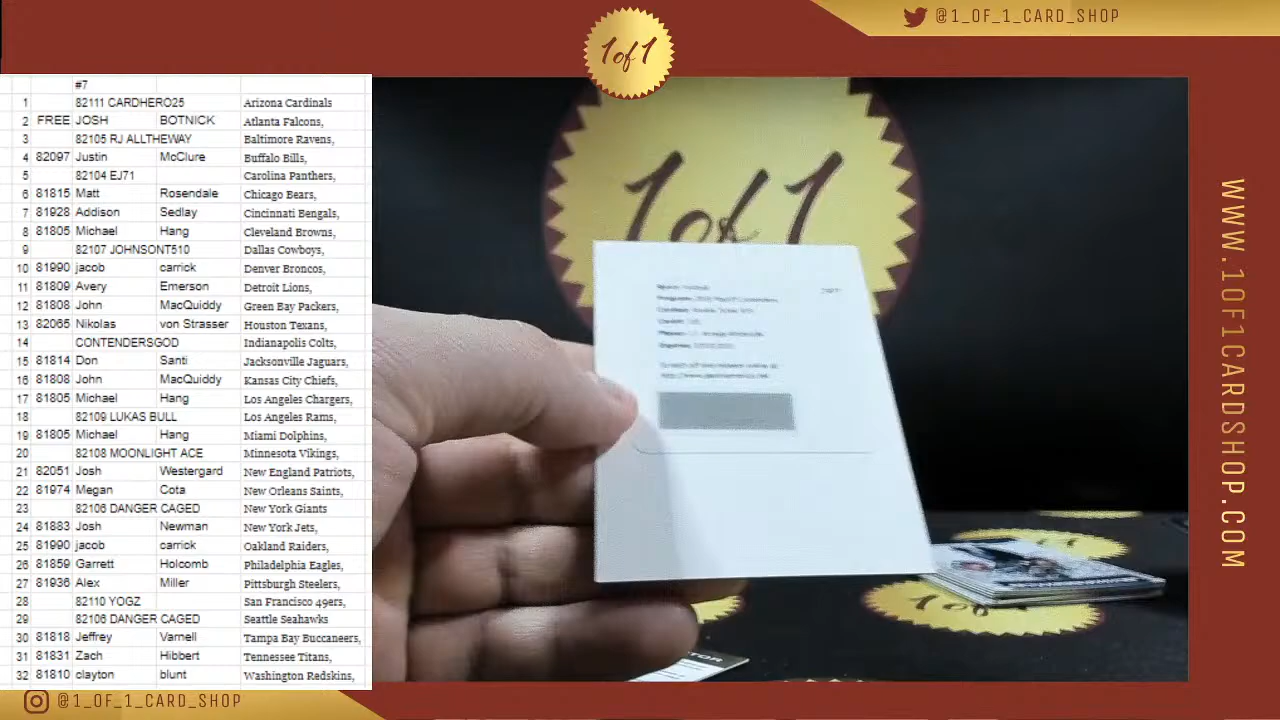 @1_OF_1_CARD_SHOP
1of1
#7
1 82111 CARDHERO25 Arizona Cardinals
2 FREE JOSH BOTNICK Atlanta Falcons,
3 82105 RJ ALLTHEWAY Baltimore Ravens,
4 82097 Justin McClure Buffalo Bills,
5 82104 EJ71 Carolina Panthers,
6 81815 Matt Rosendale Chicago Bears,
7 81928 Addison Sedlay Cincinnati Bengals,
8 81805 Michael Hang Cleveland Browns,
9 82107 JOHNSONT510 Dallas Cowboys,
10 81990 jacob carrick Denver Broncos,
11 81809 Avery Emerson Detroit Lions,
12 81808 John MacQuiddy Green Bay Packers,
13 82065 Nikolas von Strasser Houston Texans,
14 CONTENDERSGOD Indianapolis Colts,
15 81814 Don Santi Jacksonville Jaguars,
16 81808 John MacQuiddy Kansas City Chiefs,
17 81805 Michael Hang Los Angeles Chargers,
18 82109 LUKAS BULL Los Angeles Rams,
19 81805 Michael Hang Miami Dolphins,
20 82108 MOONLIGHT ACE Minnesota Vikings,
21 82051 Josh Westergard New England Patriots,
22 81974 Megan Cota New Orleans Saints,
23 82106 DANGER CAGED New York Giants
24 81883 Josh Newman New York Jets,
25 81990 jacob carrick Oakland Raiders,
26 81859 Garrett Holcomb Philadelphia Eagles,
27 81936 Alex Miller Pittsburgh Steelers,
28 82110 YOGZ San Francisco 49ers,
29 82106 DANGER CAGED Seattle Seahawks
30 81818 Jeffrey Varnell Tampa Bay Buccaneers,
31 81831 Zach Hibbert Tennessee Titans,
32 81810 clayton blunt Washington Redskins,
1of1
WWW.1OF1CARDSHOP.COM
@1_OF_1_CARD_SHOP